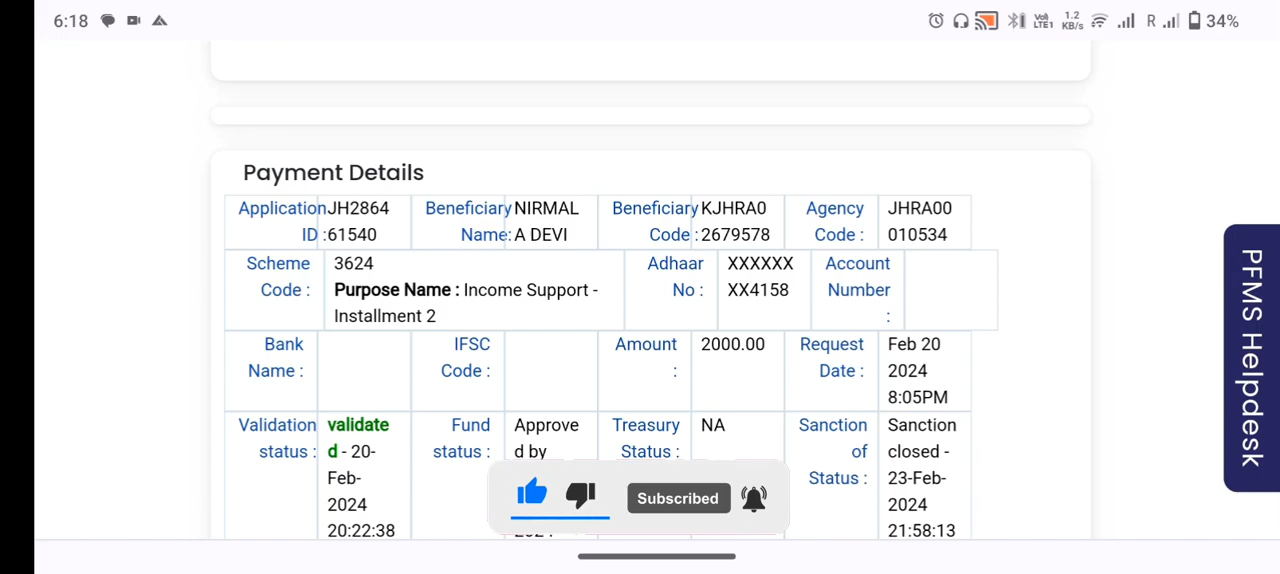 6:18
Vo) LTE1
1.2 KB/s
R
34%
Payment Details
Application ID : JH2864 61540
Beneficiary Name: NIRMAL A DEVI
Beneficiary Code : KJHRA0 2679578
Agency Code : JHRA00 010534
Scheme Code : 3624
Purpose Name : Income Support - Installment 2
Adhaar No : XXXXXX XX4158
Account Number :
Bank Name :
IFSC Code :
Amount : 2000.00
Request Date : Feb 20 2024 8:05PM
Validation status : validate d - 20- Feb- 2024 20:22:38
Fund status : Approve d by
Treasury Status : NA
Sanction of Status : Sanction closed - 23-Feb- 2024 21:58:13
Subscribed
PFMS Helpdesk